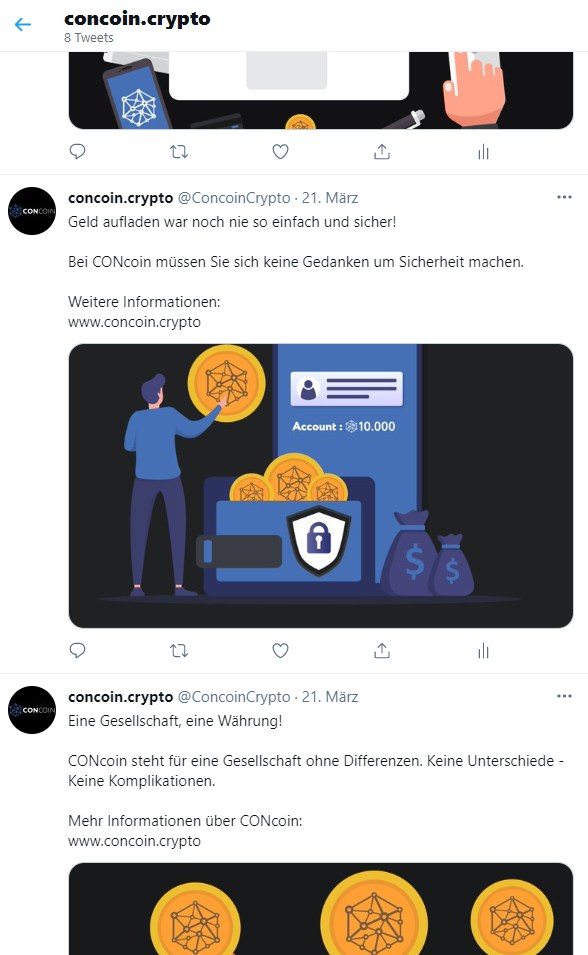 concoin.crypto
8 Tweets
concoin.crypto @ConcoinCrypto · 21. März
CONCOIN
Geld aufladen war noch nie so einfach und sicher!
Bei CONcoin müssen Sie sich keine Gedanken um Sicherheit machen.
Weitere Informationen:
www.concoin.crypto
Account : 10.000
$ $
concoin.crypto @ConcoinCrypto · 21. März
CONCOIN
Eine Gesellschaft, eine Währung!
CONcoin steht für eine Gesellschaft ohne Differenzen. Keine Unterschiede -
Keine Komplikationen.
Mehr Informationen über CONcoin:
www.concoin.crypto